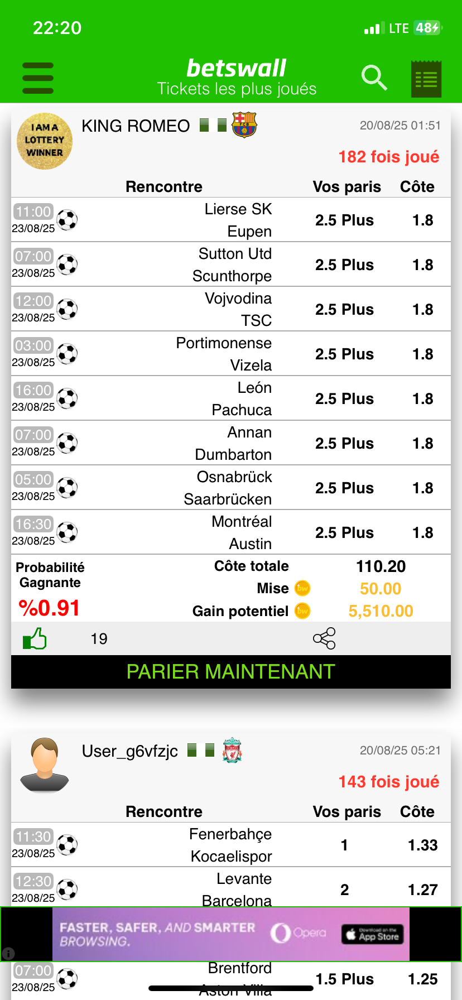 22:20 LTE 48
betswall
Tickets les plus joués
I AM A
LOTTERY
WINNER
KING ROMEO 20/08/25 01:51
182 fois joué
Rencontre Vos paris Côte
11:00 Lierse SK
23/08/25 Eupen 2.5 Plus 1.8
07:00 Sutton Utd
23/08/25 Scunthorpe 2.5 Plus 1.8
12:00 Vojvodina
23/08/25 TSC 2.5 Plus 1.8
03:00 Portimonense
23/08/25 Vizela 2.5 Plus 1.8
16:00 León
23/08/25 Pachuca 2.5 Plus 1.8
07:00 Annan
23/08/25 Dumbarton 2.5 Plus 1.8
05:00 Osnabrück
23/08/25 Saarbrücken 2.5 Plus 1.8
16:30 Montréal
23/08/25 Austin 2.5 Plus 1.8
Probabilité
Gagnante
%0.91
Côte totale 110.20
Mise bw 50.00
Gain potentiel bw 5,510.00
19
PARIER MAINTENANT
User_g6vfzjc 20/08/25 05:21
143 fois joué
Rencontre Vos paris Côte
11:30 Fenerbahçe
23/08/25 Kocaelispor 1 1.33
12:30 Levante
23/08/25 Barcelona 2 1.27
FASTER, SAFER, AND SMARTER
BROWSING.
Opera
Download on the
App Store
07:00 Brentford
23/08/25 Aston Villa 1.5 Plus 1.25